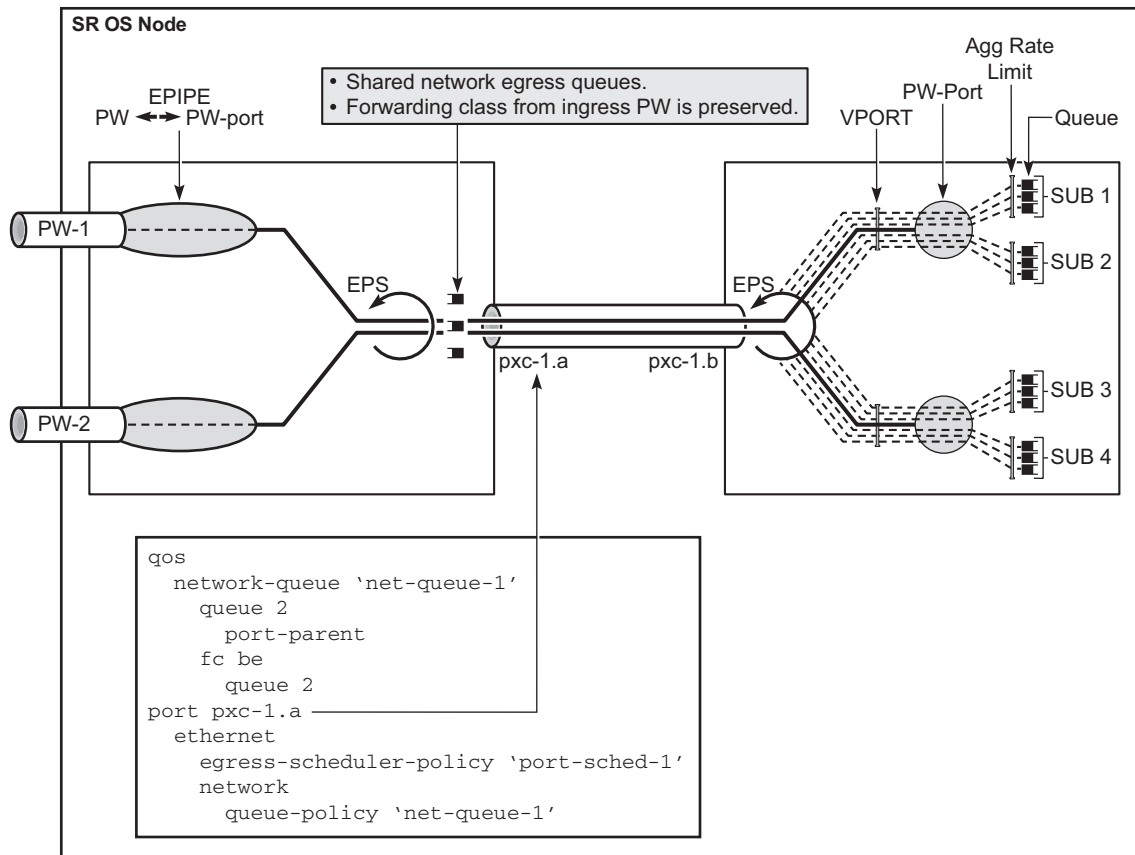 SR OS Node
EPIPE
PW PW-port
• Shared network egress queues.
• Forwarding class from ingress PW is preserved.
Agg Rate
Limit
PW-Port
VPORT
Queue
PW-1
SUB 1
SUB 2
EPS
EPS
pxc-1.a
pxc-1.b
PW-2
SUB 3
SUB 4
qos
network-queue ‘net-queue-1’
queue 2
port-parent
fc be
queue 2
port pxc-1.a
ethernet
egress-scheduler-policy ‘port-sched-1’
network
queue-policy ‘net-queue-1’